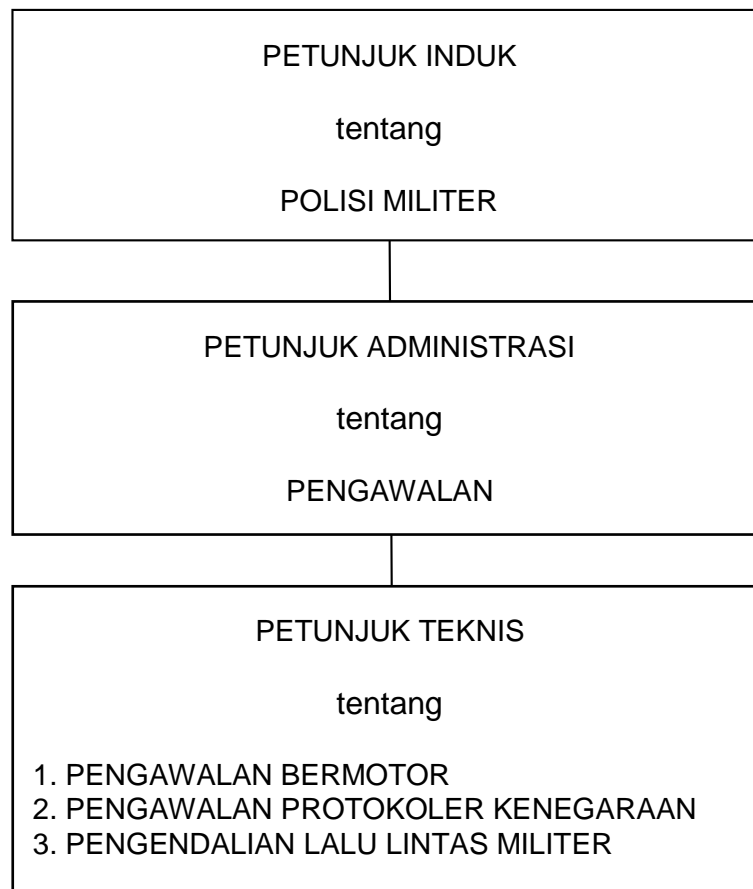 PETUNJUK INDUK
tentang
POLISI MILITER
PETUNJUK ADMINISTRASI
tentang
PENGAWALAN
PETUNJUK TEKNIS
tentang
1. PENGAWALAN BERMOTOR
2. PENGAWALAN PROTOKOLER KENEGARAAN
3. PENGENDALIAN LALU LINTAS MILITER